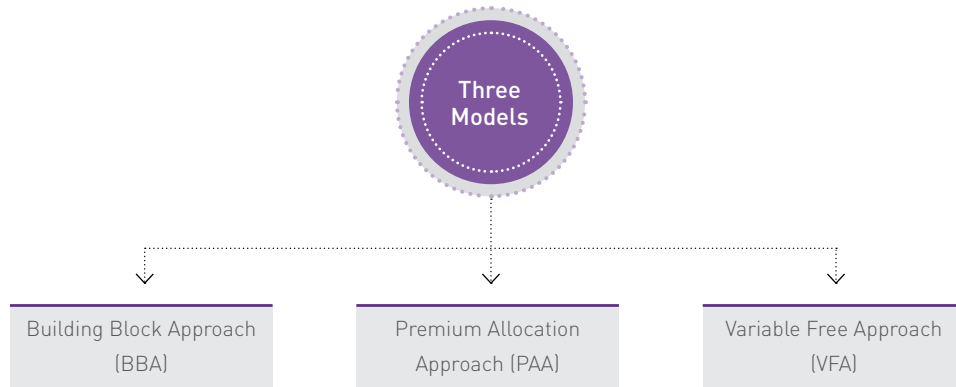 Three
Models
Building Block Approach
(BBA)
Premium Allocation
Approach (PAA)
Variable Free Approach
(VFA)